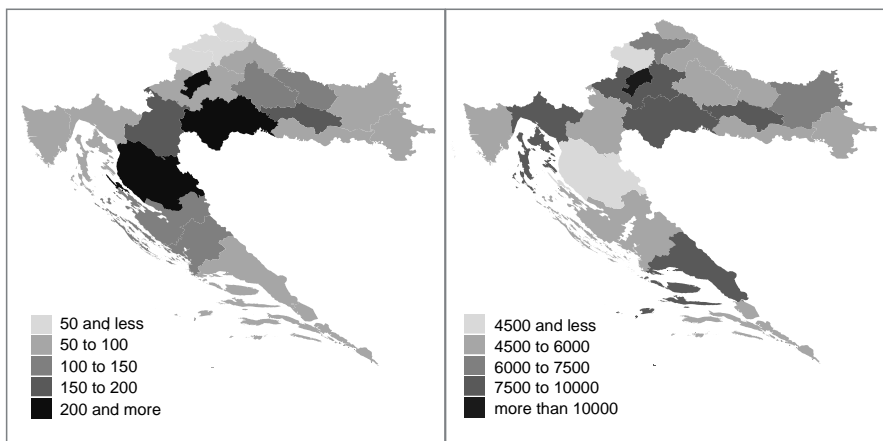 50 and less
50 to 100
100 to 150
150 to 200
200 and more
4500 and less
4500 to 6000
6000 to 7500
7500 to 10000
more than 10000